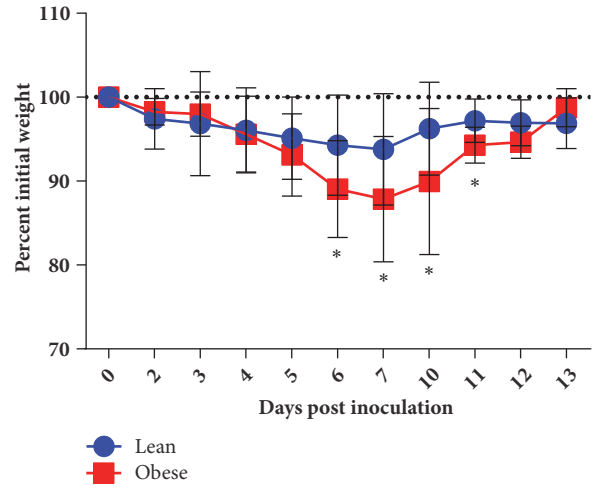 110
100
90
80
70
Percent initial weight
*
*
*
*
0 2 3 4 5 6 7 10 11 12 13
Days post inoculation
Lean
Obese